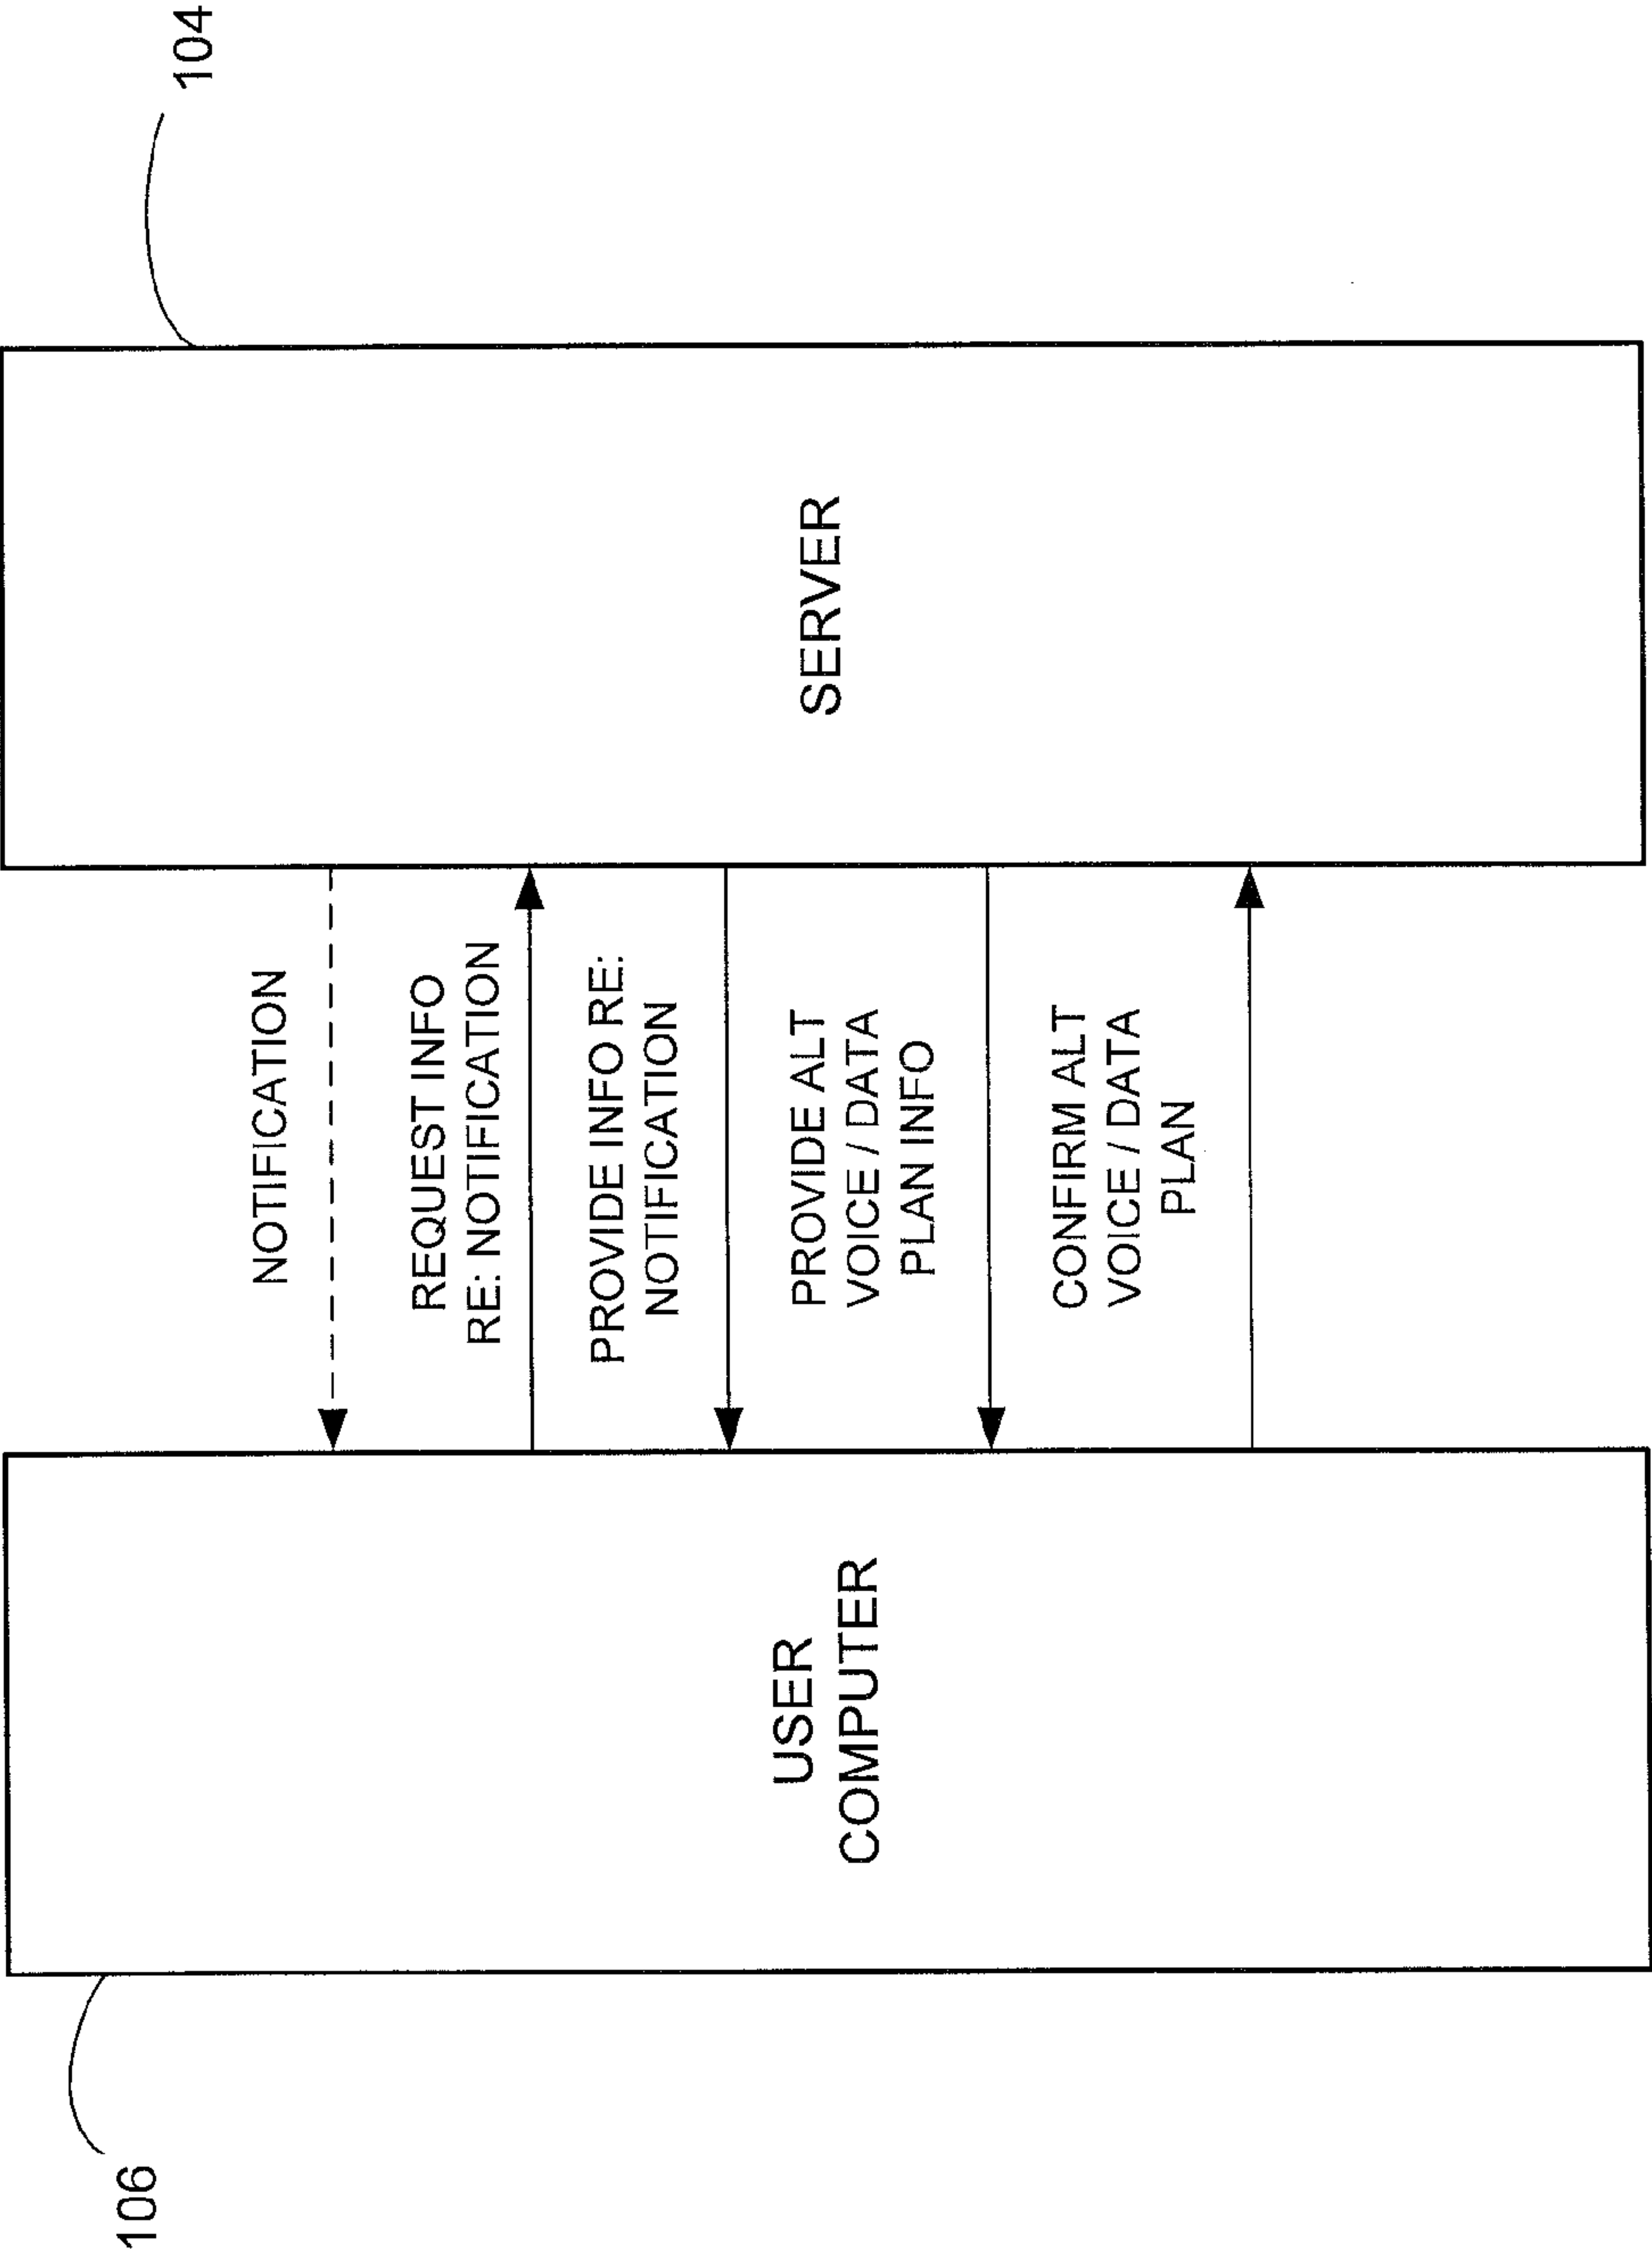 106
104
USER
COMPUTER
NOTIFICATION
REQUEST INFO
RE: NOTIFICATION
PROVIDE INFO RE:
NOTIFICATION
PROVIDE ALT
VOICE / DATA
PLAN INFO
CONFIRM ALT
VOICE / DATA
PLAN
SERVER